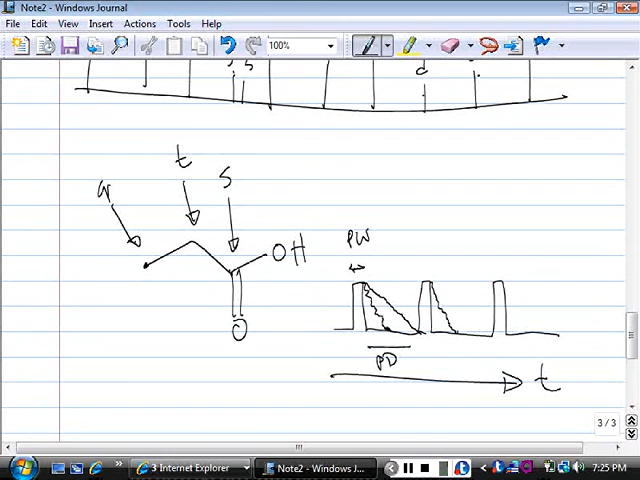 Note2 - Windows Journal
File Edit View Insert Actions Tools Help
100%
d
t
S
q
OH
O
PW
PD
t
3 / 3
3 Internet Explorer
Note2 - Windows J...
7:25 PM